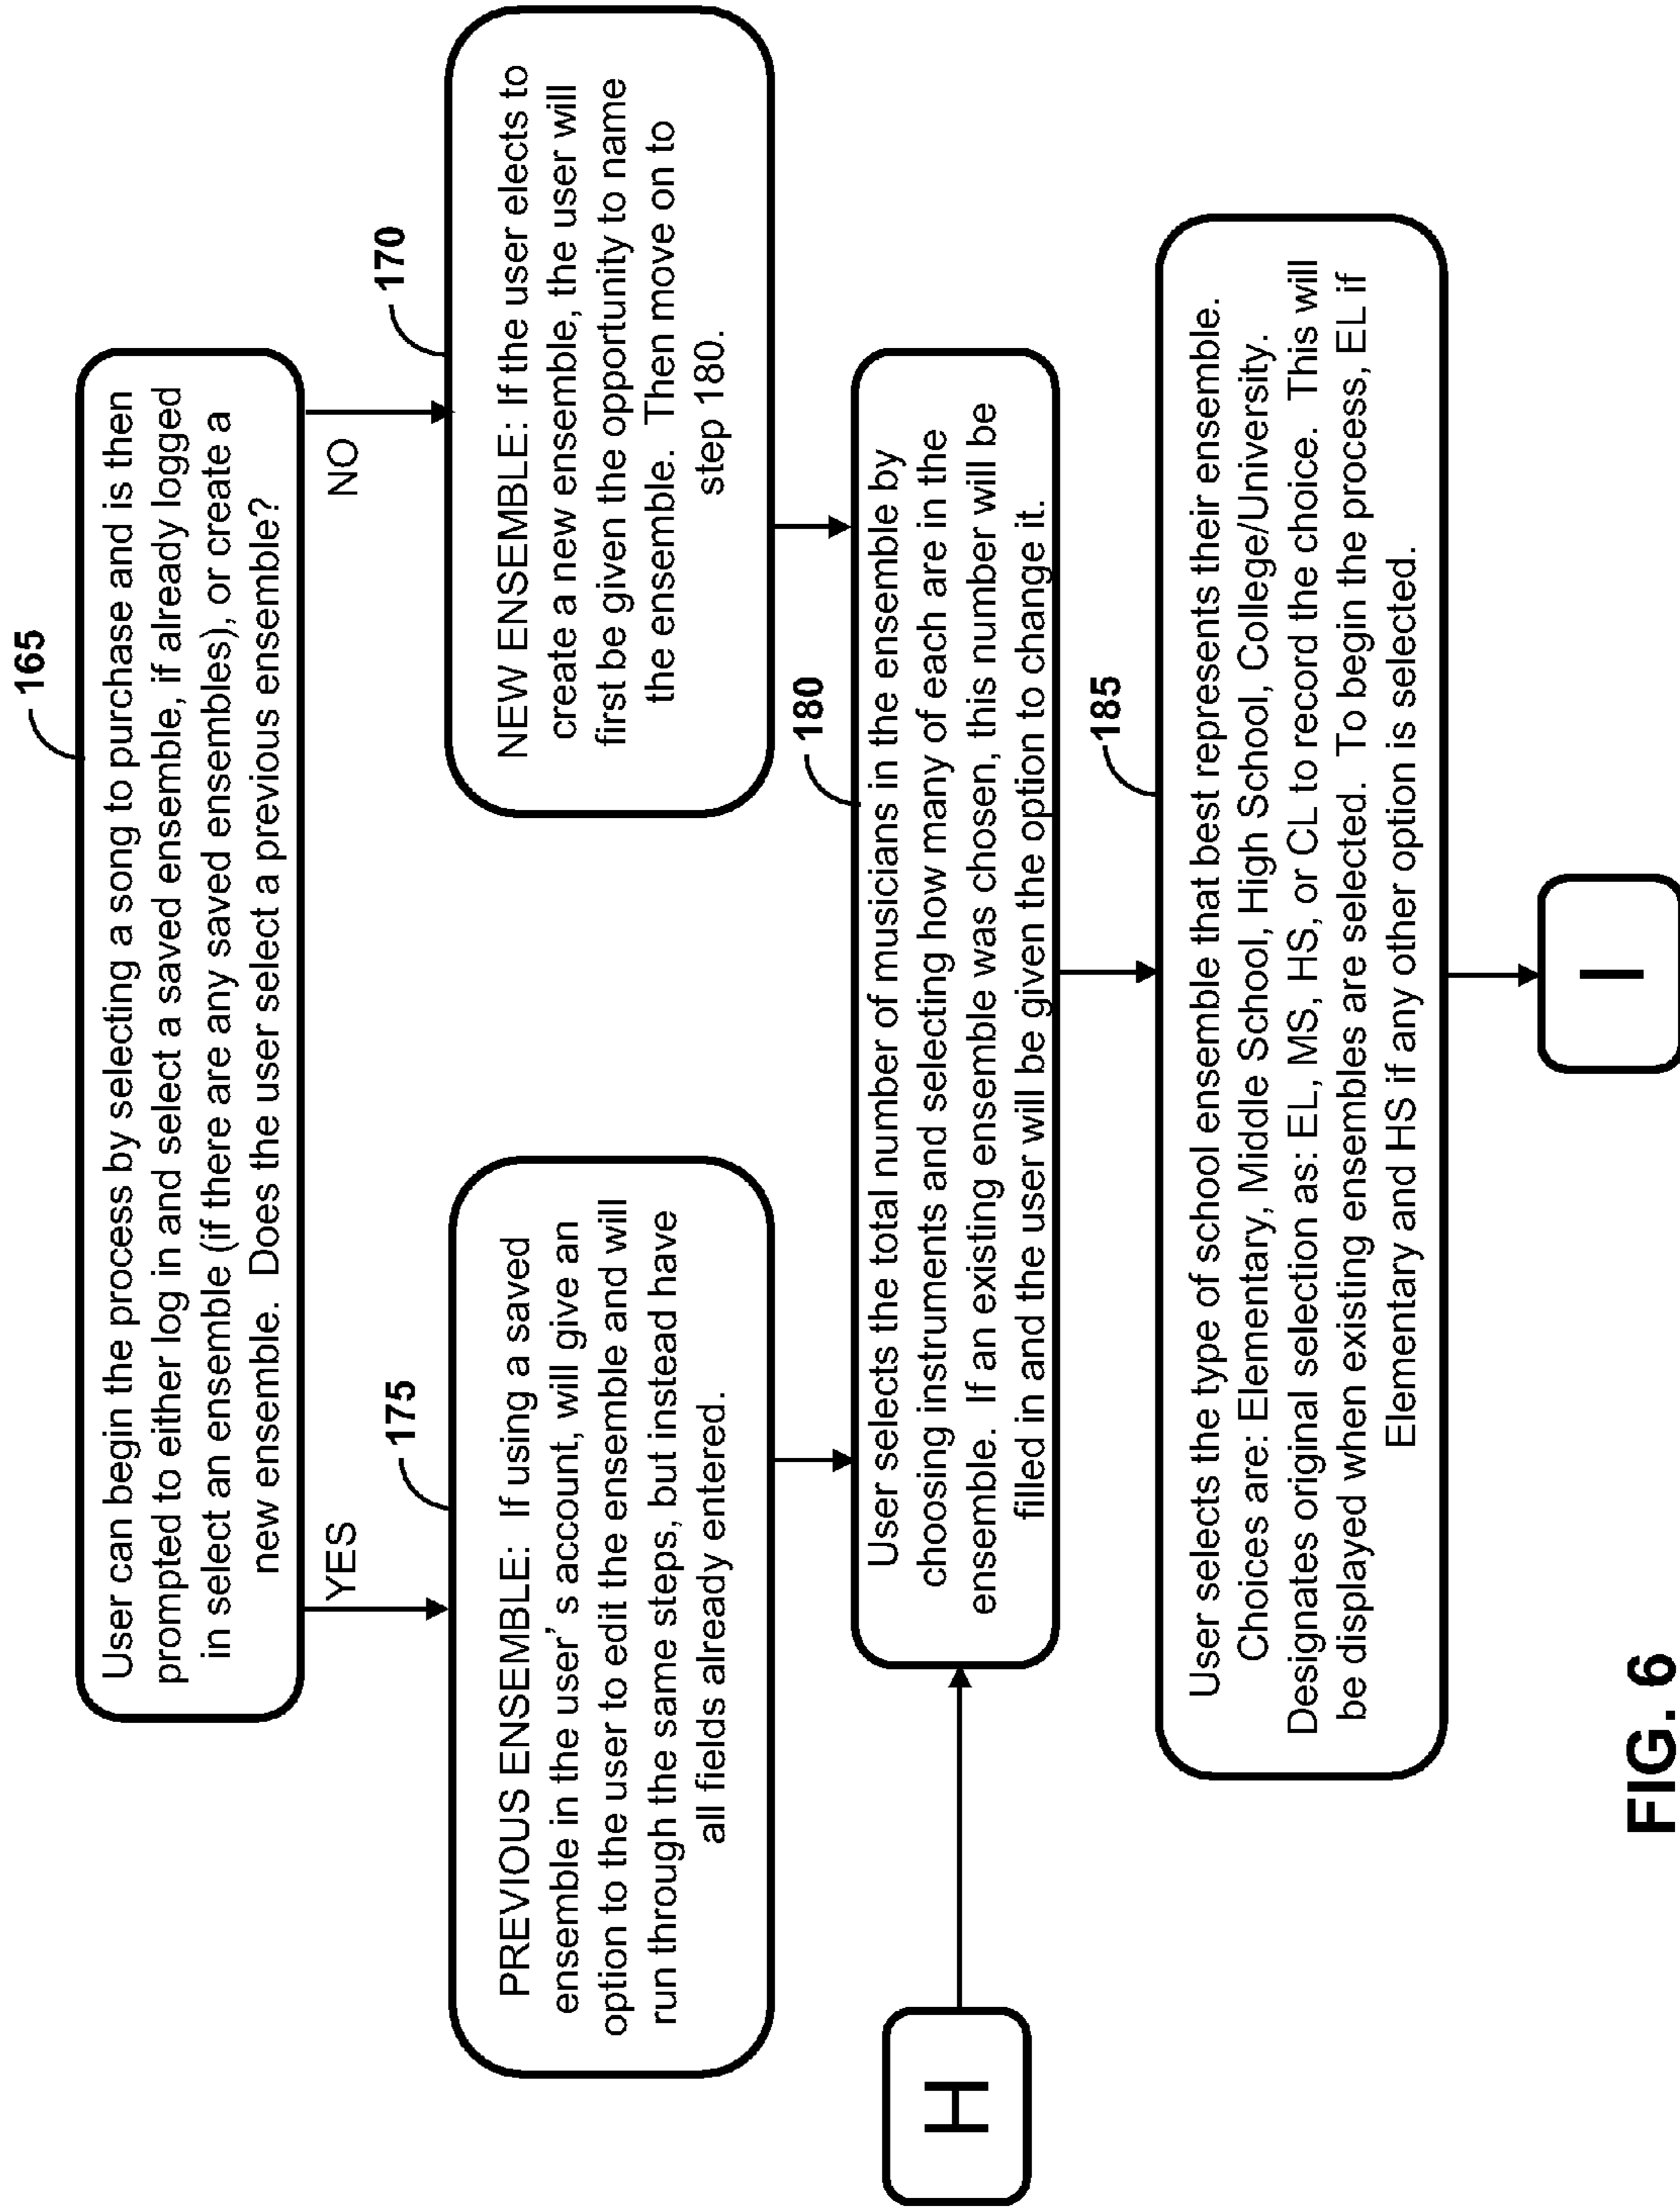 165
User can begin the process by selecting a song to purchase and is then
prompted to either log in and select a saved ensemble, if already logged
in select an ensemble (if there are any saved ensembles), or create a
new ensemble.  Does the user select a previous ensemble?
YES
NO
175
PREVIOUS ENSEMBLE:  If using a saved
ensemble in the user’ s account, will give an
option to the user to edit the ensemble and will
run through the same steps, but instead have
all fields already entered.
170
NEW ENSEMBLE: If the user elects to
create a new ensemble, the user will
first be given the opportunity to name
the ensemble.  Then move on to
step 180.
H
180
User selects the total number of musicians in the ensemble by
choosing instruments and selecting how many of each are in the
ensemble.  If an existing ensemble was chosen, this number will be
filled in and the user will be given the option to change it.
185
User selects the type of school ensemble that best represents their ensemble.
Choices are: Elementary, Middle School, High School, College/University.
Designates original selection as: EL, MS, HS, or CL to record the choice.  This will
be displayed when existing ensembles are selected.  To begin the process, EL if
Elementary and HS if any other option is selected.
I
FIG. 6